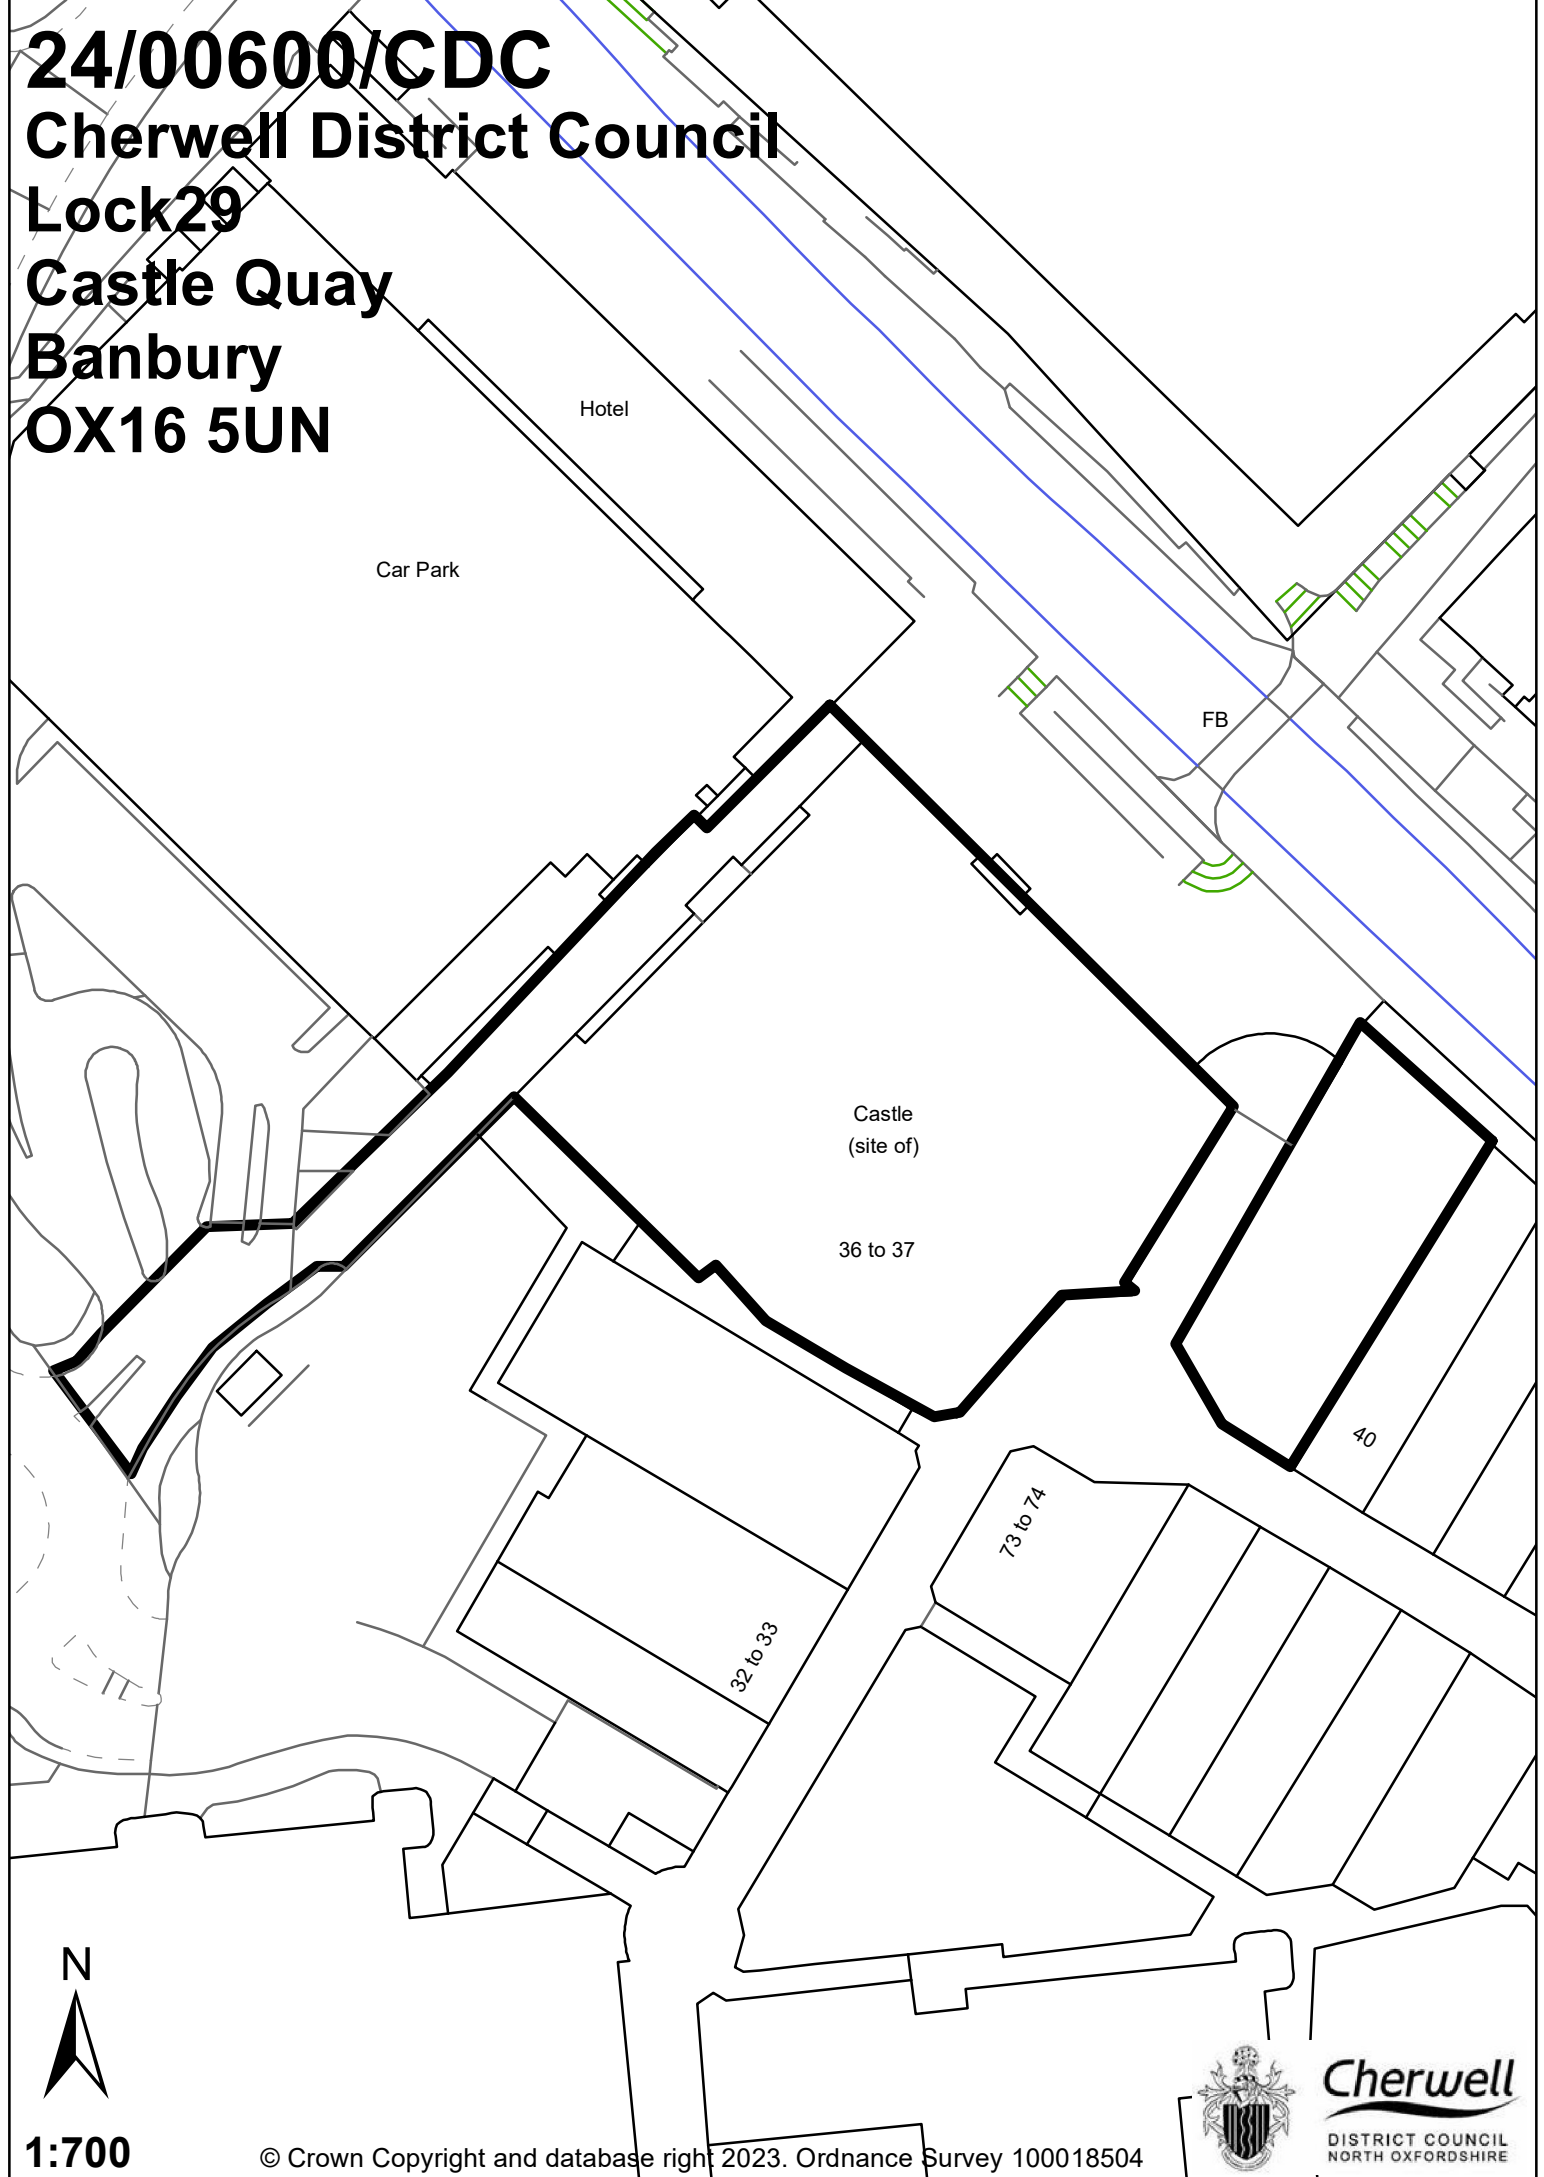 24/00600/CDC
Cherwell District Council
Lock29
Castle Quay
Banbury
OX16 5UN
Hotel
Car Park
FB
Castle
(site of)
36 to 37
40
73 to 74
32 to 33
N
1:700
© Crown Copyright and database right 2023. Ordnance Survey 100018504
Cherwell
DISTRICT COUNCIL
NORTH OXFORDSHIRE